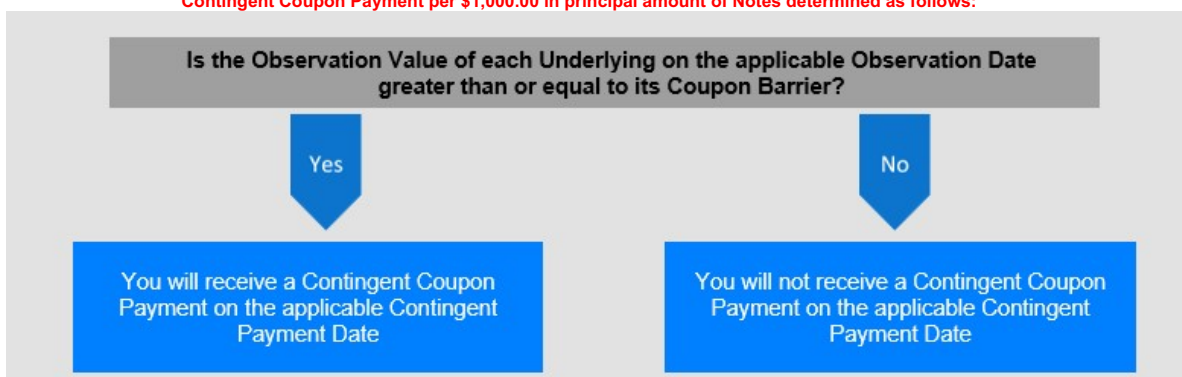 Contingent Coupon Payment per $1,000.00 in principal amount of Notes determined as follows:
Is the Observation Value of each Underlying on the applicable Observation Date
greater than or equal to its Coupon Barrier?
Yes
No
You will receive a Contingent Coupon
Payment on the applicable Contingent
Payment Date
You will not receive a Contingent Coupon
Payment on the applicable Contingent
Payment Date